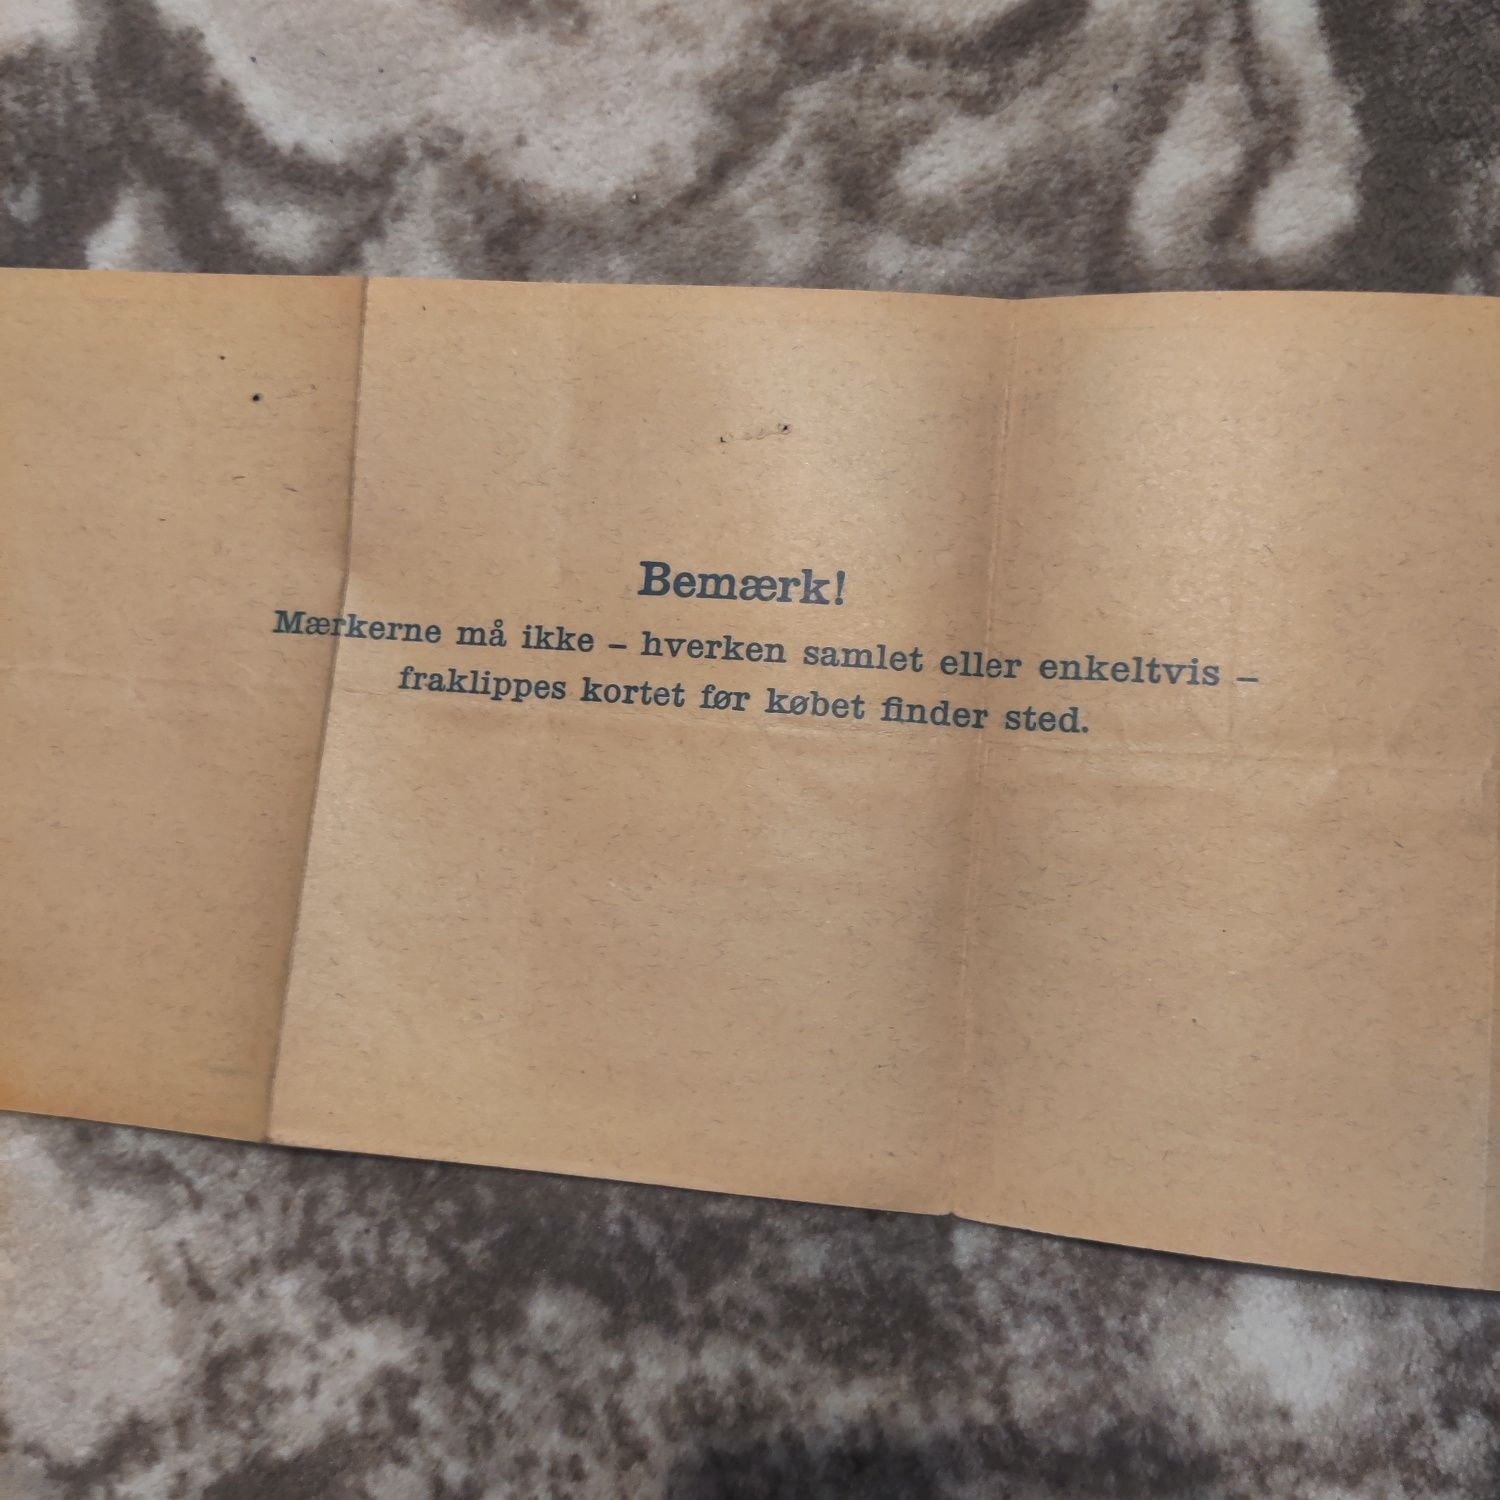 Bemærk!
Mærkerne må ikke – hverken samlet eller enkeltvis –
fraklippes kortet før købet finder sted.